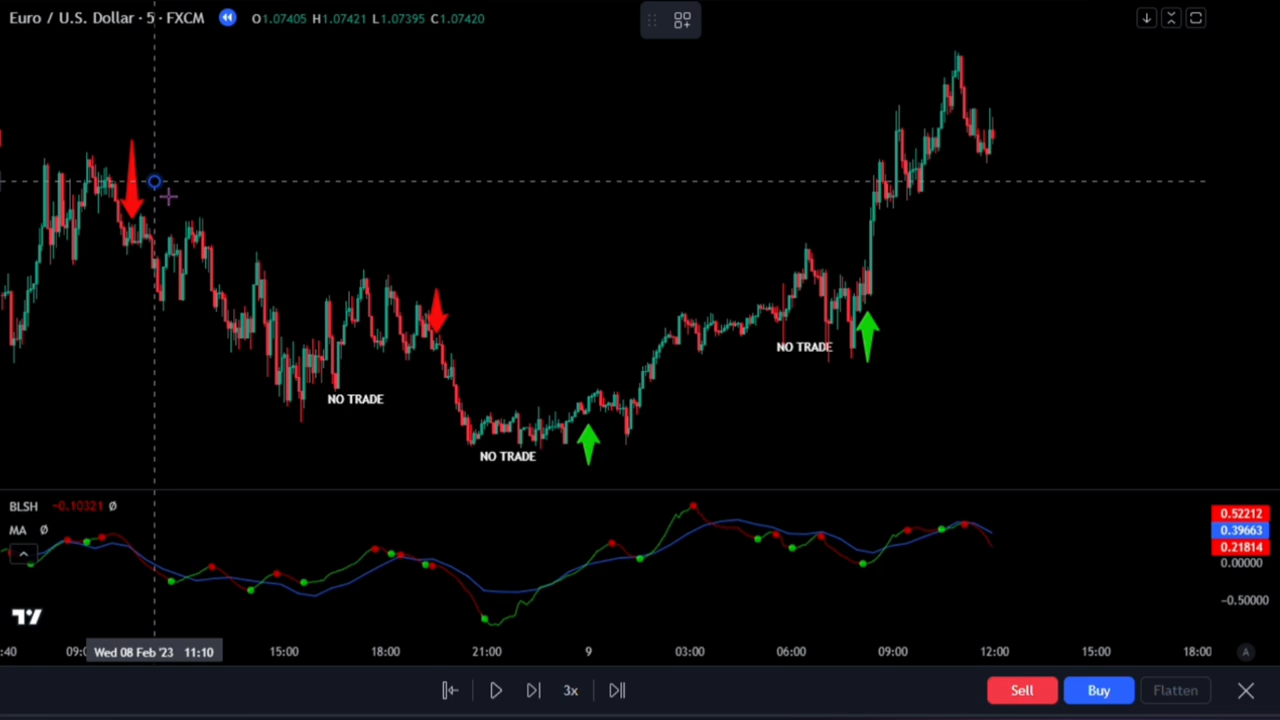 Euro / U.S. Dollar · 5 · FXCM O1.07405 H1.07421 L1.07395 C1.07420
NO TRADE
NO TRADE
NO TRADE
BLSH -0.10321 Ø
MA Ø
0.52212
0.39663
0.21814
0.00000
-0.50000
:40 09:0 Wed 08 Feb '23 11:10 15:00 18:00 21:00 9 03:00 06:00 09:00 12:00 15:00 18:00 A
3x Sell Buy Flatten